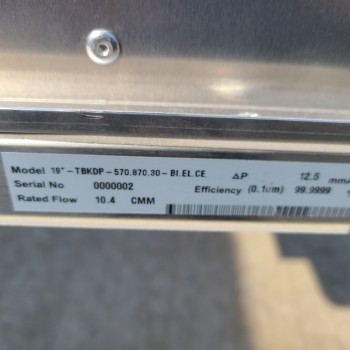 Model 19"-TBKDP-570.870.30-BI.EL.CE ΔP 12.5
Serial No 0000002 Efficiency (0.1um) 99.9999
Rated Flow 10.4 CMM